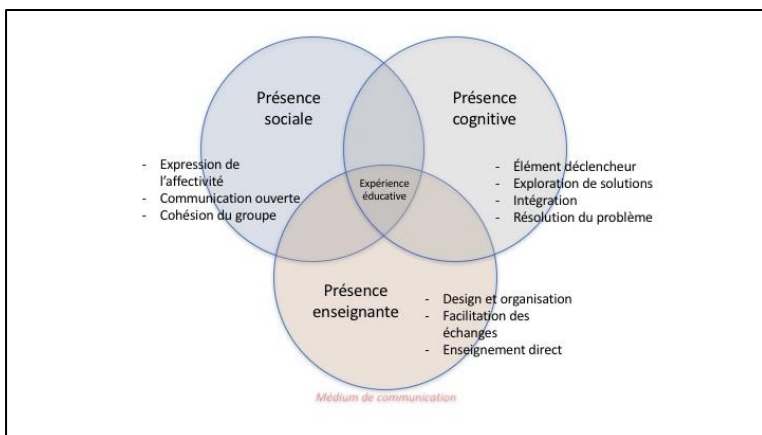 Présence
sociale
Présence
cognitive
- Expression de
l'affectivité
- Communication ouverte
- Cohésion du groupe
Expérience
éducative
- Élément déclencheur
- Exploration de solutions
- Intégration
- Résolution du problème
Présence
enseignante
- Design et organisation
- Facilitation des
échanges
- Enseignement direct
Médium de communication